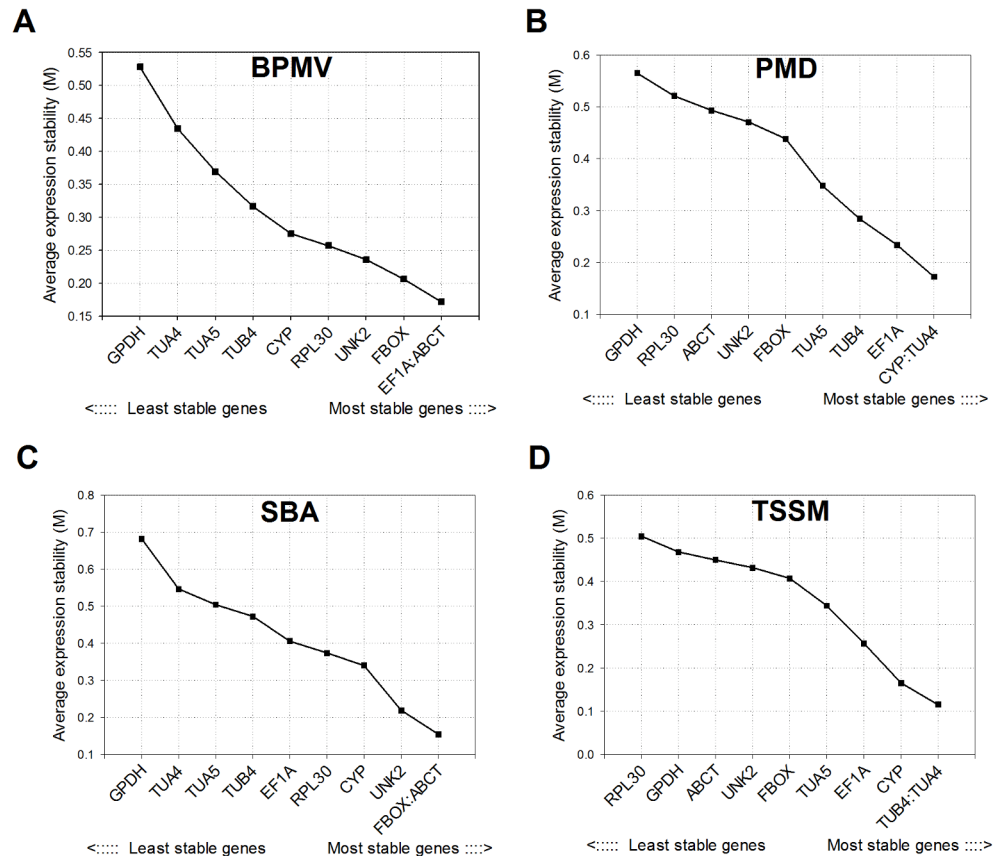 A
BPMV
Average expression stability (M)
0.55
0.50
0.45
0.40
0.35
0.30
0.25
0.20
0.15
GPDH
TUA4
TUA5
TUB4
CYP
RPL30
UNK2
FBOX
EF1A:ABCT
<::::: Least stable genes Most stable genes ::::>
B
PMD
Average expression stability (M)
0.6
0.5
0.4
0.3
0.2
0.1
GPDH
RPL30
ABCT
UNK2
FBOX
TUA5
TUB4
EF1A
CYP:TUA4
<::::: Least stable genes Most stable genes ::::>
C
SBA
Average expression stability (M)
0.8
0.7
0.6
0.5
0.4
0.3
0.2
0.1
GPDH
TUA4
TUA5
TUB4
EF1A
RPL30
CYP
UNK2
FBOX:ABCT
<::::: Least stable genes Most stable genes ::::>
D
TSSM
Average expression stability (M)
0.6
0.5
0.4
0.3
0.2
0.1
0.0
RPL30
GPDH
ABCT
UNK2
FBOX
TUA5
EF1A
CYP
TUB4:TUA4
<::::: Least stable genes Most stable genes ::::>